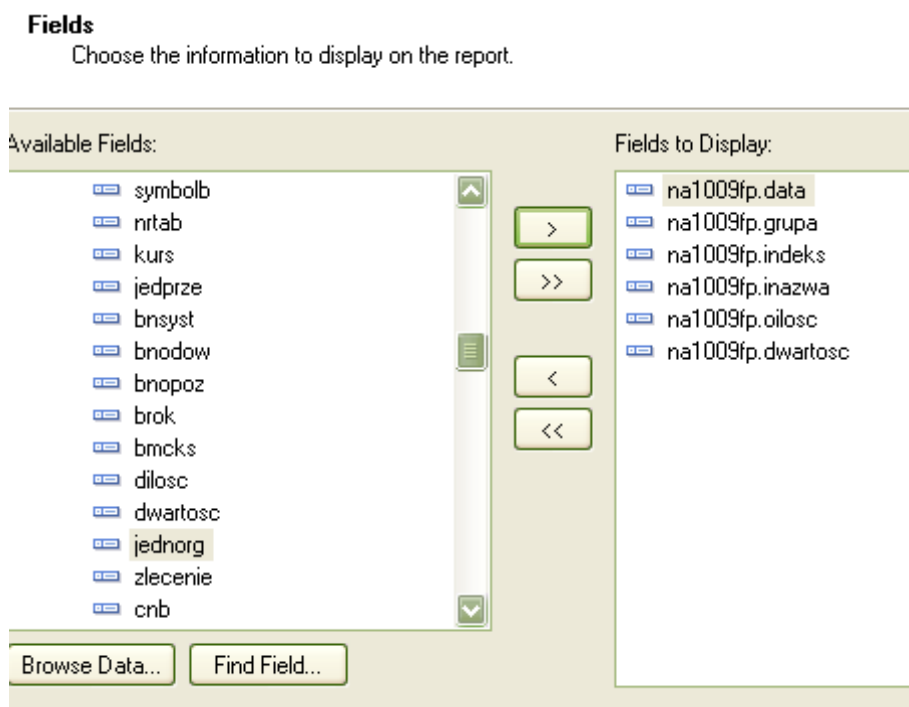 Fields
Choose the information to display on the report.
Available Fields:
symbolb
nrtab
kurs
jedprze
bnsyst
bnodow
bnopoz
brok
bmcks
dilosc
dwartosc
jednorg
zlecenie
cnb
Browse Data...
Find Field...
>
>>
<
<<
Fields to Display:
na1009fp.data
na1009fp.grupa
na1009fp.indeks
na1009fp.inazwa
na1009fp.oilosc
na1009fp.dwartosc